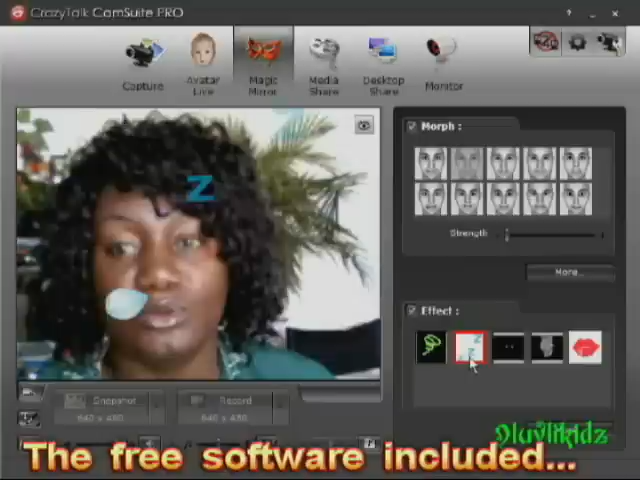 CrazyTalk CamSuite PRO
Capture
Avatar Live
Magic Mirror
Media Share
Desktop Share
Monitor
Morph :
Z
Strength
More...
Effect :
Snapshot
640 x 480
Record
640 x 480
The free software included...